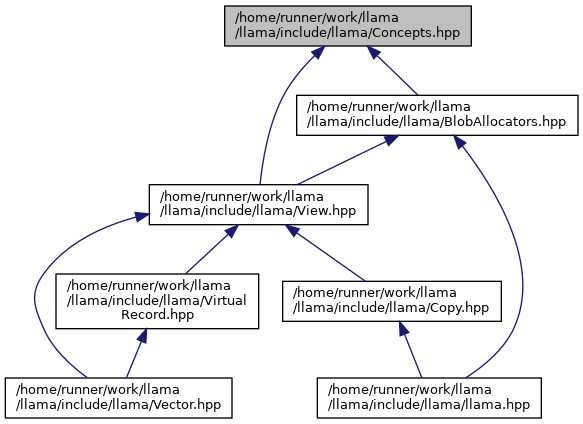 /home/runner/work/llama
/llama/include/llama/Concepts.hpp
/home/runner/work/llama
/llama/include/llama/BlobAllocators.hpp
/home/runner/work/llama
/llama/include/llama/View.hpp
/home/runner/work/llama
/llama/include/llama/Virtual
Record.hpp
/home/runner/work/llama
/llama/include/llama/Copy.hpp
/home/runner/work/llama
/llama/include/llama/Vector.hpp
/home/runner/work/llama
/llama/include/llama/llama.hpp